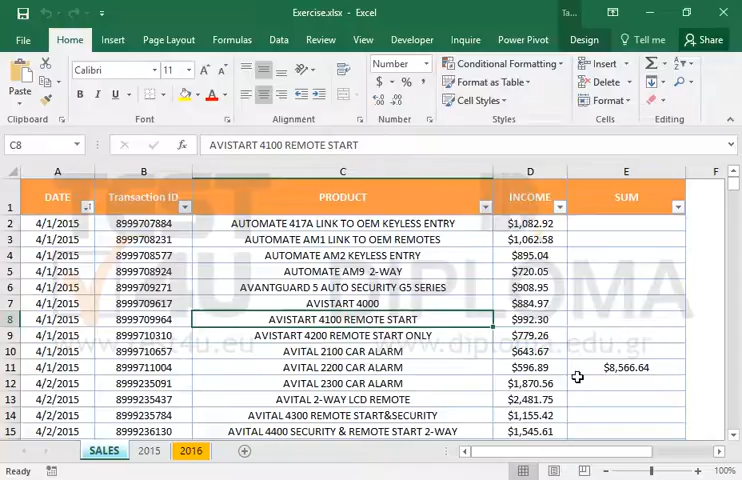 Exercise.xlsx - Excel
Ta...
File Home Insert Page Layout Formulas Data Review View Developer Inquire Power Pivot Design Tell me Share
Paste
Calibri 11
B I U A
Number
$ % ,
Conditional Formatting
Format as Table
Cell Styles
Insert
Delete
Format
Clipboard Font Alignment Number Styles Cells Editing
C8 fx AVISTART 4100 REMOTE START
A B C D E F
1 DATE Transaction ID PRODUCT INCOME SUM
2 4/1/2015 8999707884 AUTOMATE 417A LINK TO OEM KEYLESS ENTRY $1,082.92
3 4/1/2015 8999708231 AUTOMATE AM1 LINK TO OEM REMOTES $1,062.58
4 4/1/2015 8999708577 AUTOMATE AM2 KEYLESS ENTRY $895.04
5 4/1/2015 8999708924 AUTOMATE AM9 2-WAY $720.05
6 4/1/2015 8999709271 AVANTGUARD 5 AUTO SECURITY G5 SERIES $908.95
7 4/1/2015 8999709617 AVISTART 4000 $884.97
8 4/1/2015 8999709964 AVISTART 4100 REMOTE START $992.30
9 4/1/2015 8999710310 AVISTART 4200 REMOTE START ONLY $779.26
10 4/1/2015 8999710657 AVITAL 2100 CAR ALARM $643.67
11 4/1/2015 8999711004 AVITAL 2200 CAR ALARM $596.89 $8,566.64
12 4/2/2015 8999235091 AVITAL 2300 CAR ALARM $1,870.56
13 4/2/2015 8999235437 AVITAL 2-WAY LCD REMOTE $2,481.75
14 4/2/2015 8999235784 AVITAL 4300 REMOTE START&SECURITY $1,155.42
15 4/2/2015 8999236130 AVITAL 4400 SECURITY & REMOTE START 2-WAY $1,545.61
SALES 2015 2016
Ready 100%